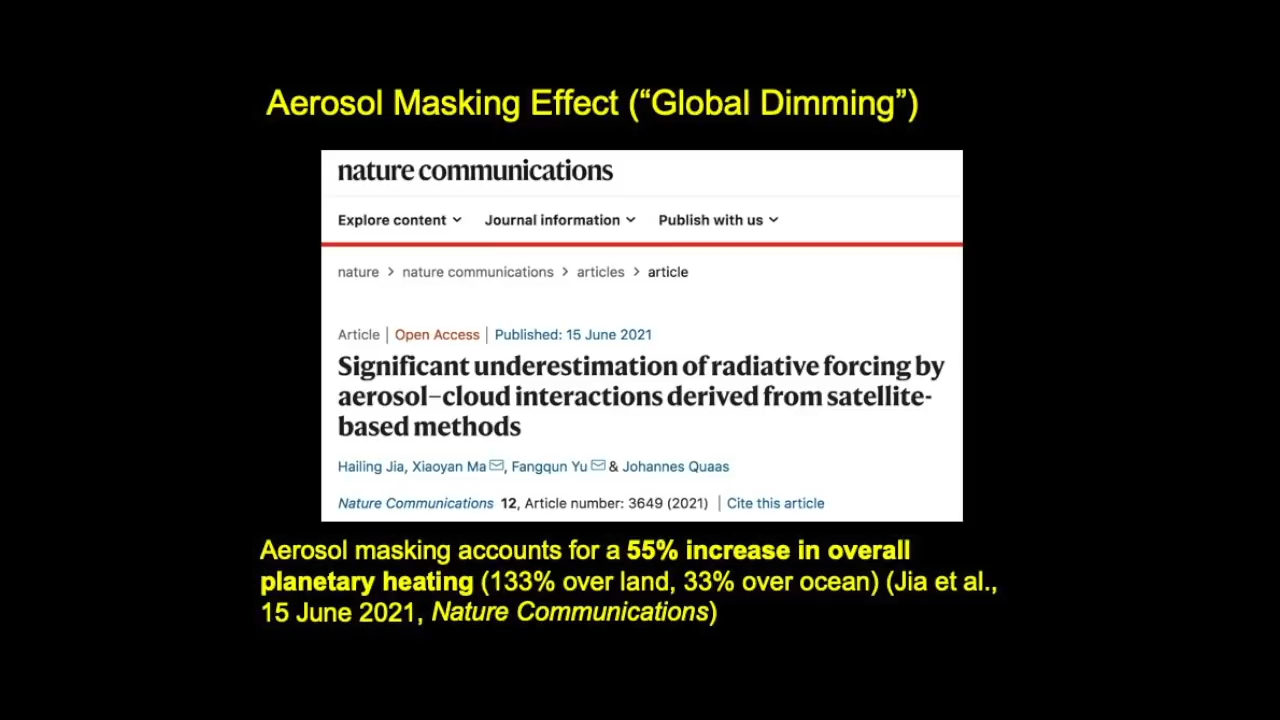 Aerosol Masking Effect (“Global Dimming”)
nature communications
Explore content Journal information Publish with us
nature > nature communications > articles > article
Article | Open Access | Published: 15 June 2021
Significant underestimation of radiative forcing by
aerosol–cloud interactions derived from satellite-
based methods
Hailing Jia, Xiaoyan Ma, Fangqun Yu & Johannes Quaas
Nature Communications 12, Article number: 3649 (2021) | Cite this article
Aerosol masking accounts for a 55% increase in overall
planetary heating (133% over land, 33% over ocean) (Jia et al.,
15 June 2021, Nature Communications)